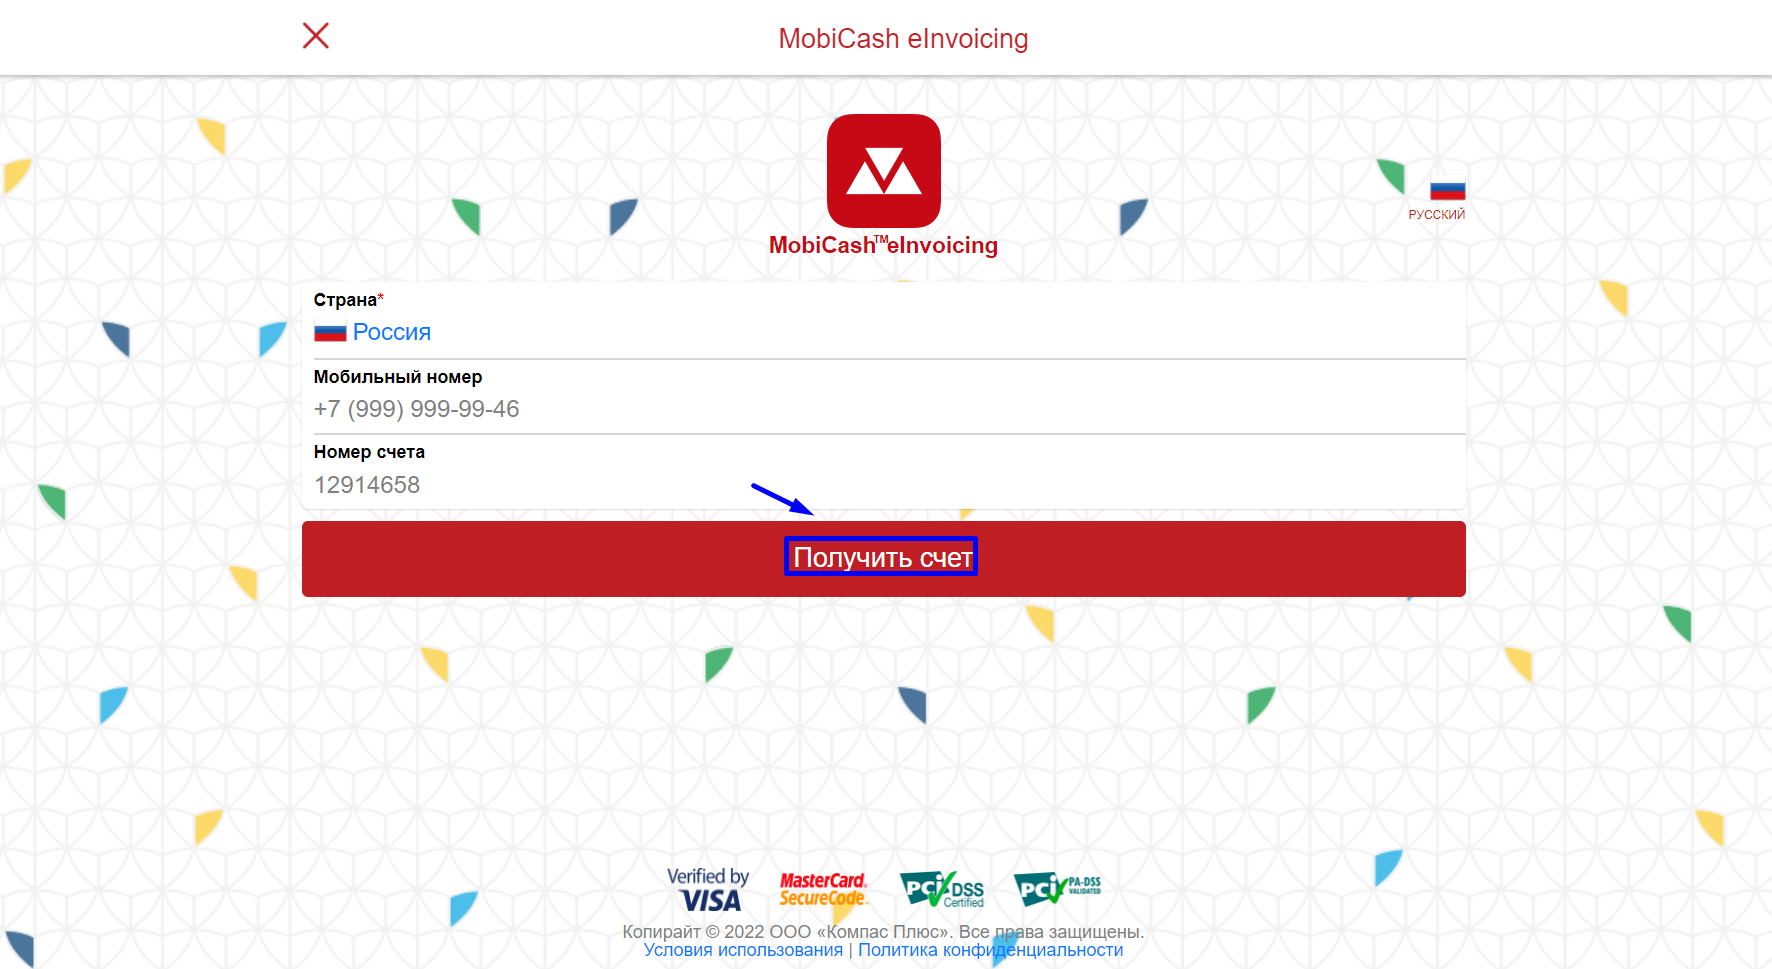 MobiCash eInvoicing
MobiCash™eInvoicing
РУССКИЙ
Страна*
Россия
Мобильный номер
+7 (999) 999-99-46
Номер счета
12914658
Получить счет
Verified by
VISA
MasterCard.
SecureCode.
PCI DSS
Certified
PCI PA-DSS
VALIDATED
Копирайт © 2022 ООО «Компас Плюс». Все права защищены.
Условия использования | Политика конфиденциальности